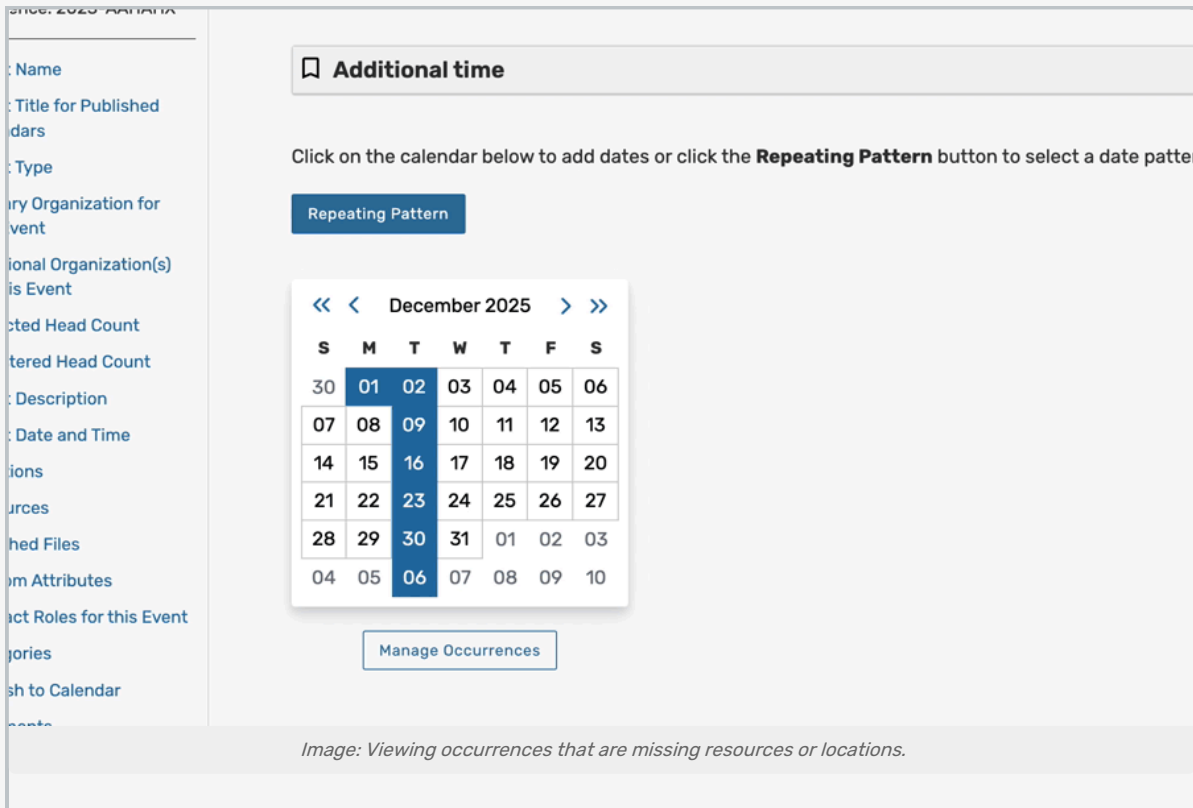 : Name
: Title for Published
dars
: Type
ry Organization for
vent
ional Organization(s)
is Event
cted Head Count
tered Head Count
: Description
: Date and Time
ions
urces
hed Files
om Attributes
act Roles for this Event
gories
sh to Calendar
Additional time
Click on the calendar below to add dates or click the Repeating Pattern button to select a date patter
Repeating Pattern
December 2025
S M T W T F S
30 01 02 03 04 05 06
07 08 09 10 11 12 13
14 15 16 17 18 19 20
21 22 23 24 25 26 27
28 29 30 31 01 02 03
04 05 06 07 08 09 10
Manage Occurrences
Image: Viewing occurrences that are missing resources or locations.